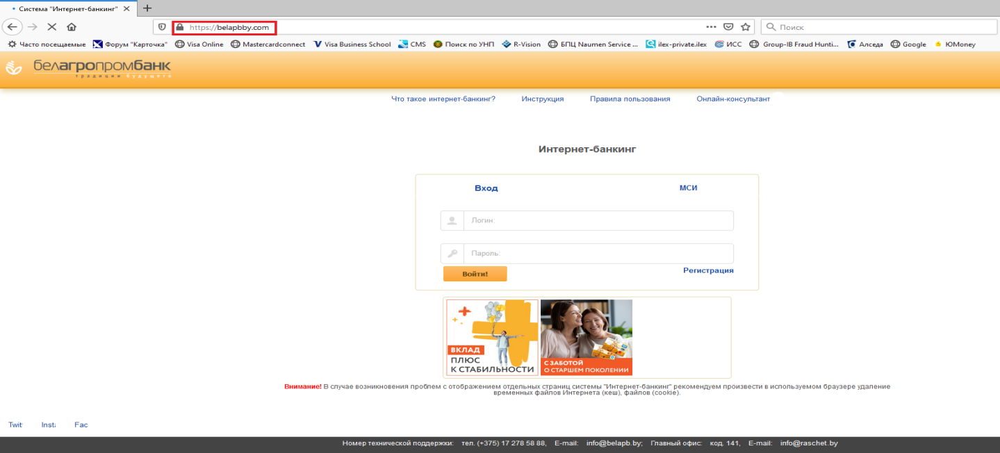 Система "Интернет-банкинг"
https://belapbby.com
Поиск
Часто посещаемые Форум "Карточка" Visa Online Mastercardconnect Visa Business School CMS Поиск по УНП R-Vision БПЦ Naumen Service ... ilex-private.ilex ИСС Group-IB Fraud Hunti... Алседа Google ЮMoney
белагропромбанк
традиции будущего
Что такое интернет-банкинг? Инструкция Правила пользования Онлайн-консультант
Интернет-банкинг
Вход МСИ
Логин:
Пароль:
Регистрация
Войти!
ВКЛАД
ПЛЮС
К СТАБИЛЬНОСТИ
С ЗАБОТОЙ
О СТАРШЕМ ПОКОЛЕНИИ
Внимание! В случае возникновения проблем с отображением отдельных страниц системы "Интернет-банкинг" рекомендуем произвести в используемом браузере удаление
временных файлов Интернета (кеш), файлов (cookie).
Twit Inst Fac
Номер технической поддержки: тел. (+375) 17 278 58 88, E-mail: info@belapb.by; Главный офис: код. 141, E-mail: info@raschet.by